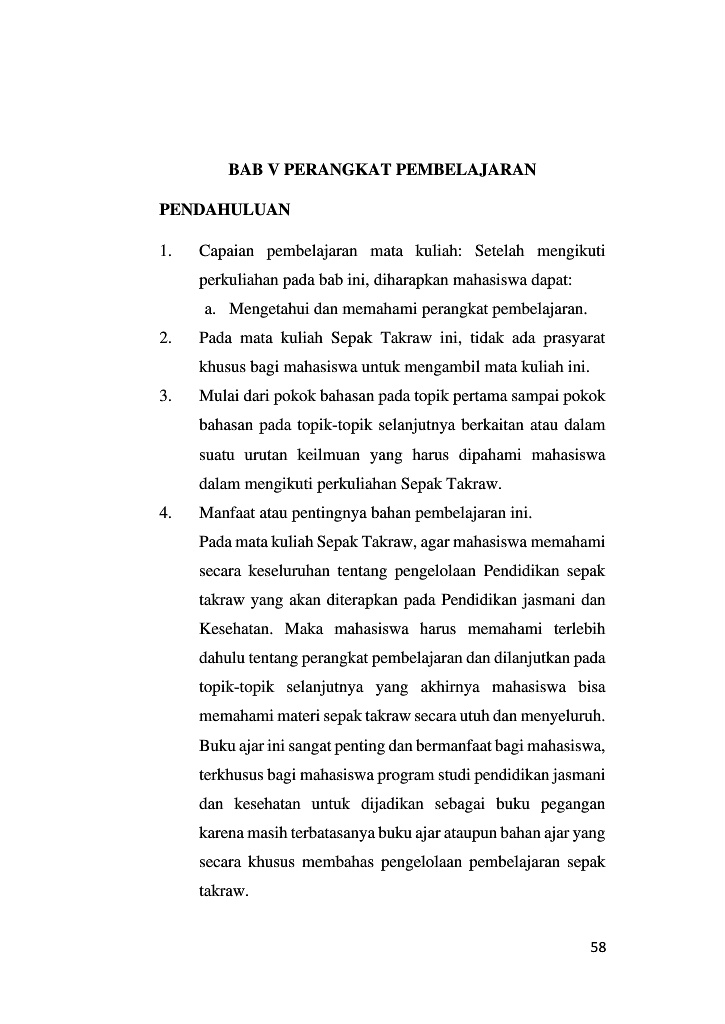 BAB V PERANGKAT PEMBELAJARAN
PENDAHULUAN
1. Capaian pembelajaran mata kuliah: Setelah mengikuti
perkuliahan pada bab ini, diharapkan mahasiswa dapat:
a. Mengetahui dan memahami perangkat pembelajaran.
2. Pada mata kuliah Sepak Takraw ini, tidak ada prasyarat
khusus bagi mahasiswa untuk mengambil mata kuliah ini.
3. Mulai dari pokok bahasan pada topik pertama sampai pokok
bahasan pada topik-topik selanjutnya berkaitan atau dalam
suatu urutan keilmuan yang harus dipahami mahasiswa
dalam mengikuti perkuliahan Sepak Takraw.
4. Manfaat atau pentingnya bahan pembelajaran ini.
Pada mata kuliah Sepak Takraw, agar mahasiswa memahami
secara keseluruhan tentang pengelolaan Pendidikan sepak
takraw yang akan diterapkan pada Pendidikan jasmani dan
Kesehatan. Maka mahasiswa harus memahami terlebih
dahulu tentang perangkat pembelajaran dan dilanjutkan pada
topik-topik selanjutnya yang akhirnya mahasiswa bisa
memahami materi sepak takraw secara utuh dan menyeluruh.
Buku ajar ini sangat penting dan bermanfaat bagi mahasiswa,
terkhusus bagi mahasiswa program studi pendidikan jasmani
dan kesehatan untuk dijadikan sebagai buku pegangan
karena masih terbatasanya buku ajar ataupun bahan ajar yang
secara khusus membahas pengelolaan pembelajaran sepak
takraw.
58